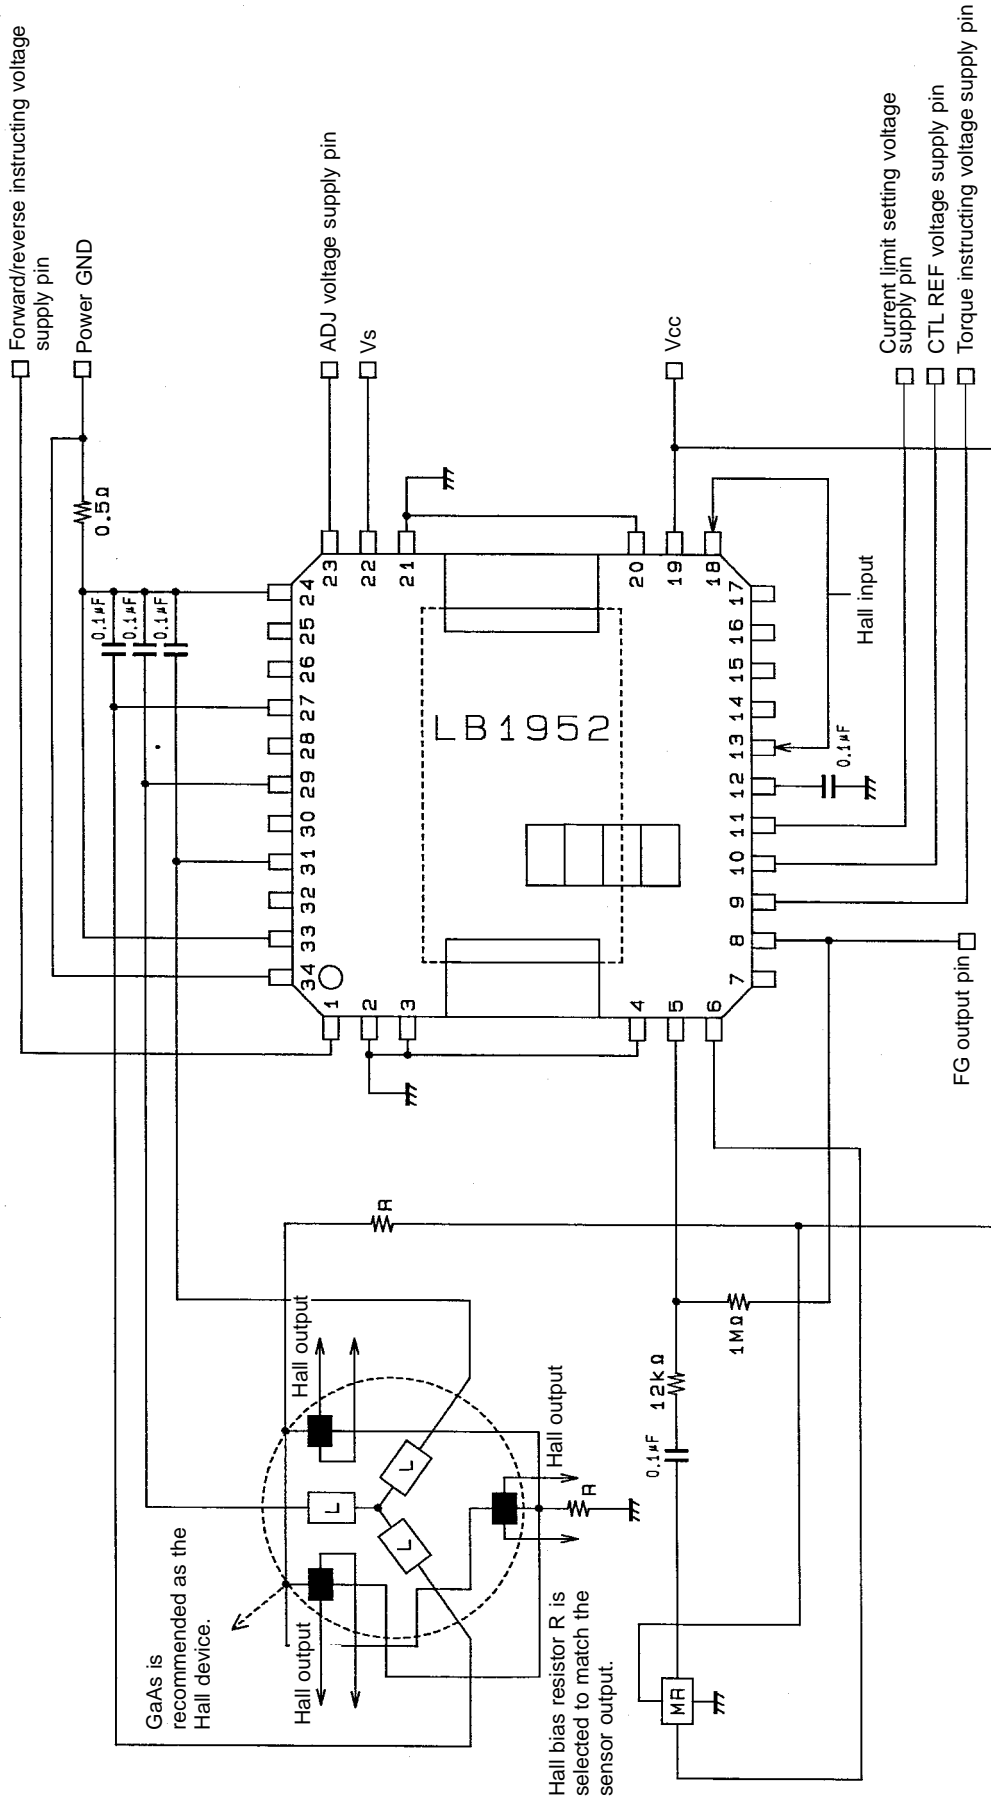 Forward/reverse instructing voltage
supply pin
Power GND
0.5Ω
0.1µF
0.1µF
0.1µF
ADJ voltage supply pin
Vs
Vcc
Current limit setting voltage
supply pin
CTL REF voltage supply pin
Torque instructing voltage supply pin
34
33
32
31
30
29
28
27
26
25
24
23
22
21
20
19
18
1
2
3
4
5
6
LB1952
7
8
9
10
11
12
13
14
15
16
17
Hall input
0.1µF
FG output pin
GaAs is
recommended as the
Hall device.
Hall output
Hall output
Hall output
L
L
L
R
R
Hall bias resistor R is
selected to match the
sensor output.
MR
0.1µF
12kΩ
1MΩ